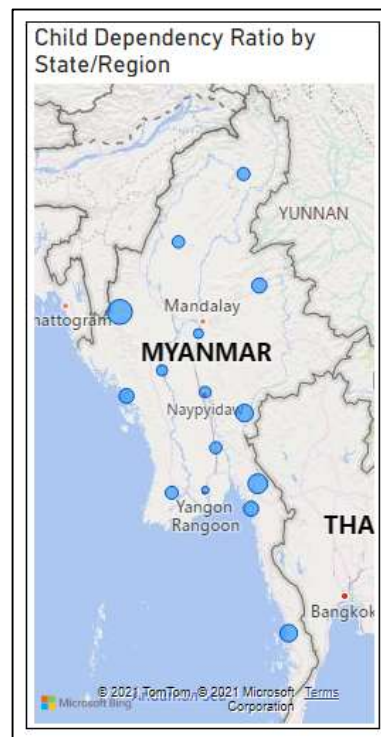 Child Dependency Ratio by
State/Region
YUNNAN
Mandalay
hattogram
MYANMAR
Naypyidaw
Yangon
Rangoon
THA
Bangkok
© 2021 TomTom, © 2021 Microsoft Terms
Microsoft Bing
Corporation